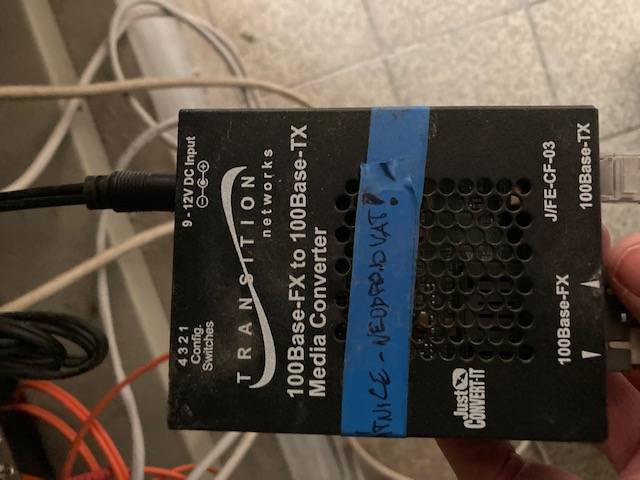 9 - 12V DC Input
4 3 2 1
Config.
Switches
TRANSITION
networks
100Base-FX to 100Base-TX
Media Converter
NEODPOJOVAT!
Just
CONVERT-IT
J/FE-CF-03
100Base-FX
100Base-TX